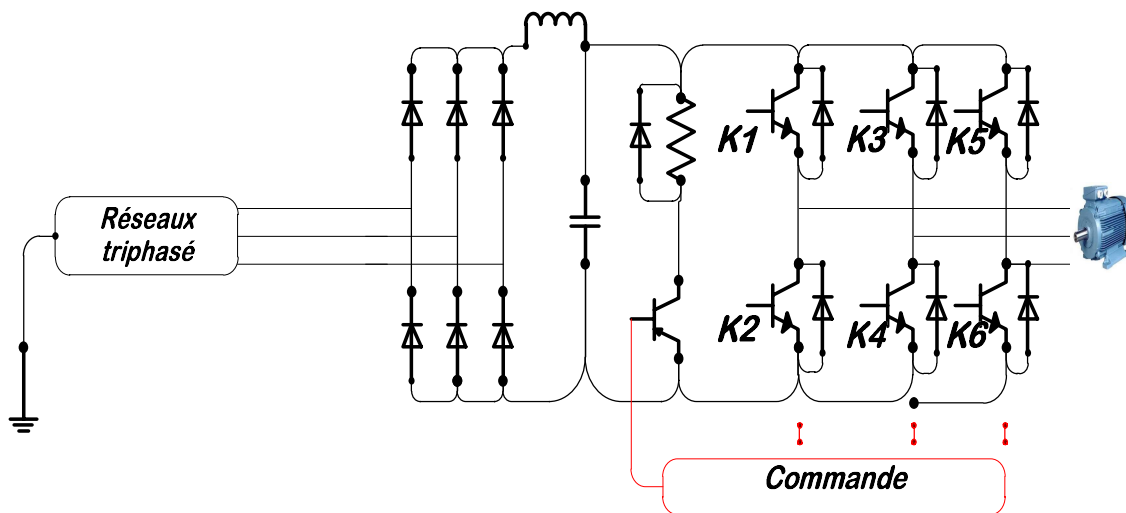 K1
K3
K5
Réseaux
triphasé
K2
K4
K6
Commande